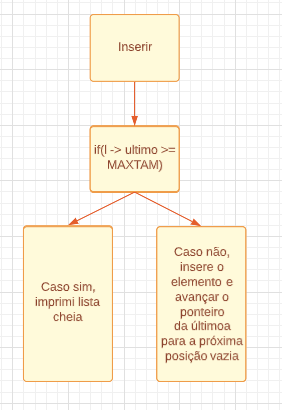 Inserir
if(l -> ultimo >=
MAXTAM)
Caso sim,
imprimi lista
cheia
Caso não,
insere o
elemento e
avançar o
ponteiro
da últimoa
para a próxima
posição vazia